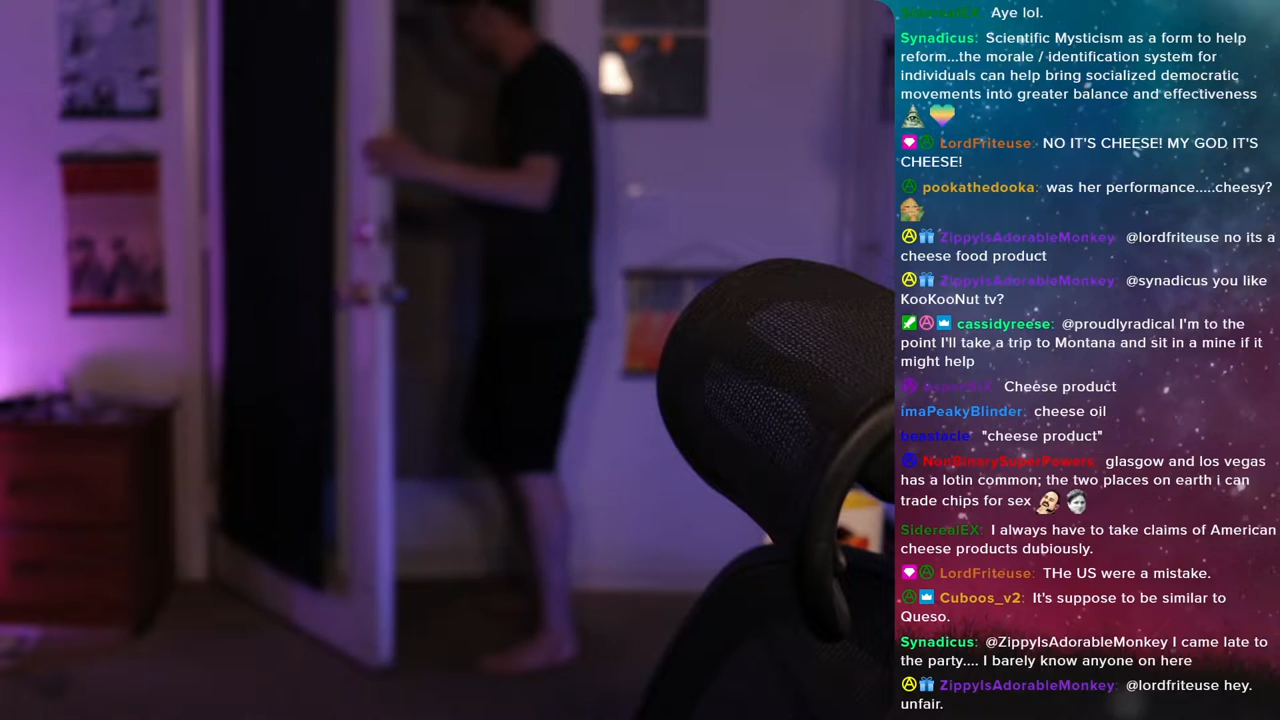 SiderealEX: Aye lol.
Synadicus: Scientific Mysticism as a form to help
reform...the morale / identification system for
individuals can help bring socialized democratic
movements into greater balance and effectiveness
LordFriteuse: NO IT'S CHEESE! MY GOD IT'S
CHEESE!
pookathedooka: was her performance.....cheesy?
ZippyIsAdorableMonkey: @lordfriteuse no its a
cheese food product
ZippyIsAdorableMonkey: @synadicus you like
KooKooNut tv?
cassidyreese: @proudlyradical I'm to the
point I'll take a trip to Montana and sit in a mine if it
might help
Cheese product
imaPeakyBlinder: cheese oil
beastacle: "cheese product"
NonBinarySuperPowers: glasgow and los vegas
has a lotin common; the two places on earth i can
trade chips for sex
SiderealEX: I always have to take claims of American
cheese products dubiously.
LordFriteuse: THe US were a mistake.
Cuboos_v2: It's suppose to be similar to
Queso.
Synadicus: @ZippyIsAdorableMonkey I came late to
the party.... I barely know anyone on here
ZippyIsAdorableMonkey: @lordfriteuse hey.
unfair.